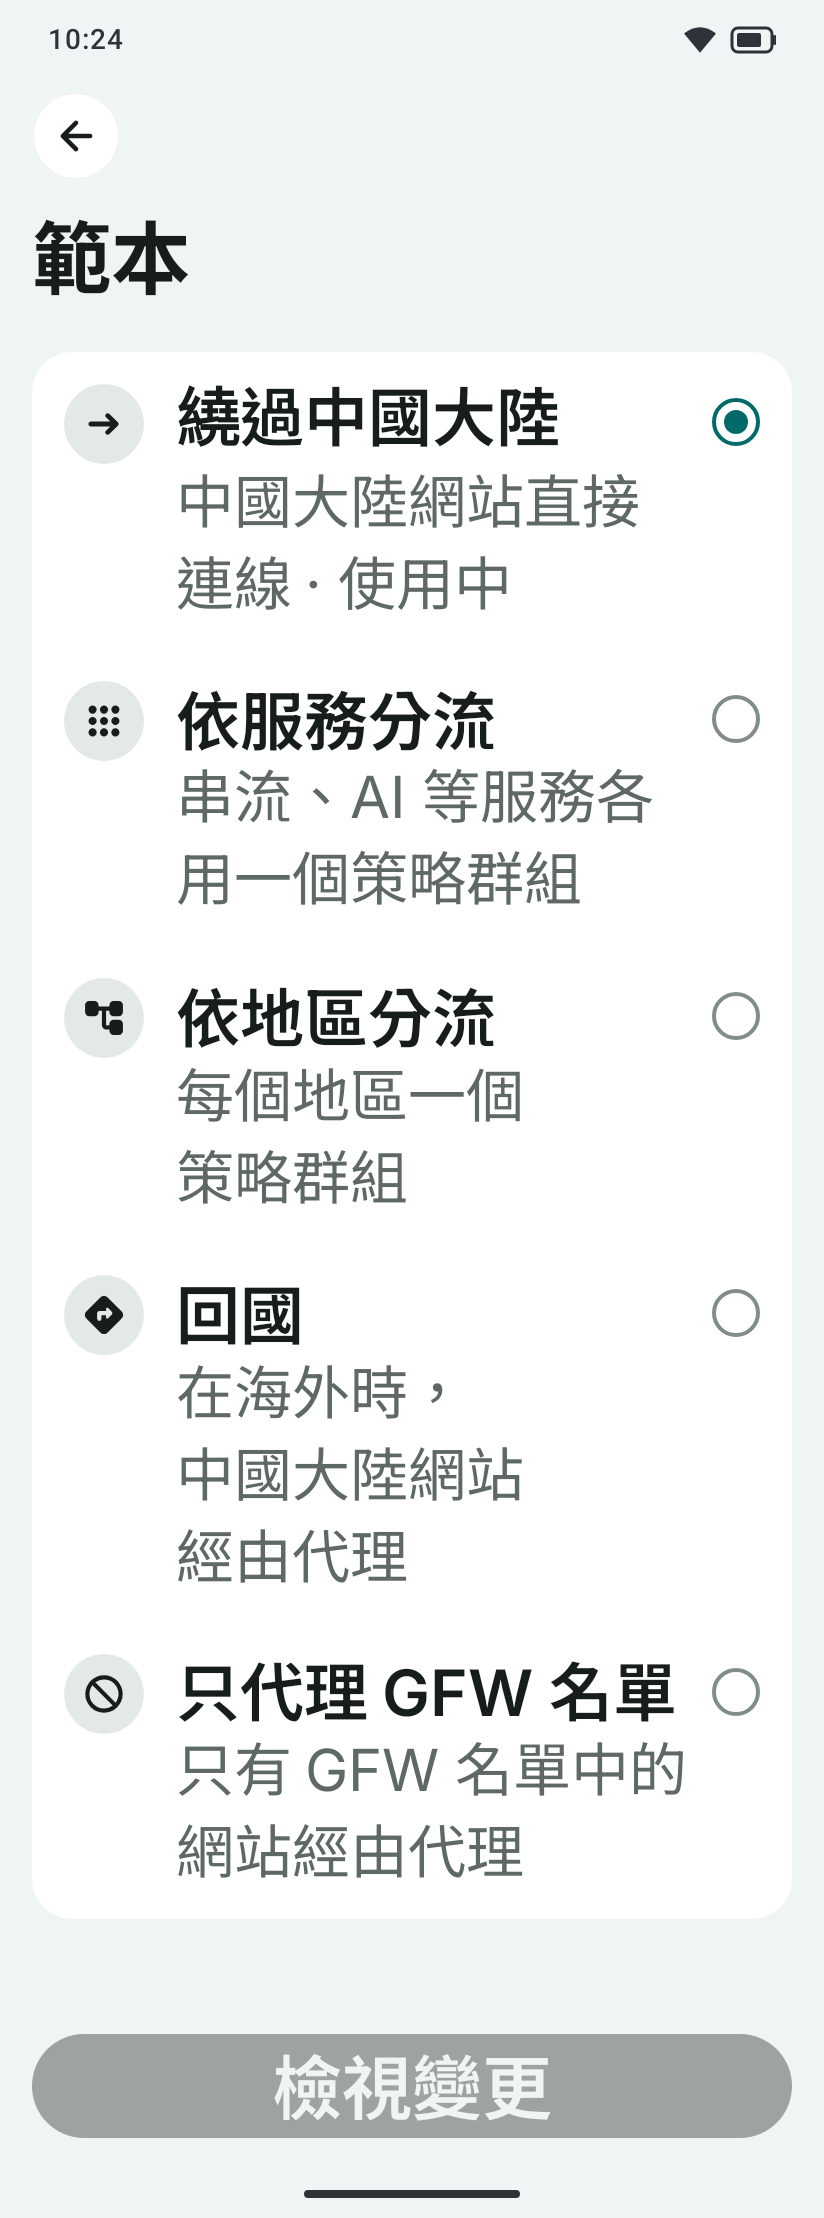 10:24
範本
繞過中國大陸
中國大陸網站直接
連線 · 使用中
依服務分流
串流、AI 等服務各
用一個策略群組
依地區分流
每個地區一個
策略群組
回國
在海外時，
中國大陸網站
經由代理
只代理 GFW 名單
只有 GFW 名單中的
網站經由代理
檢視變更